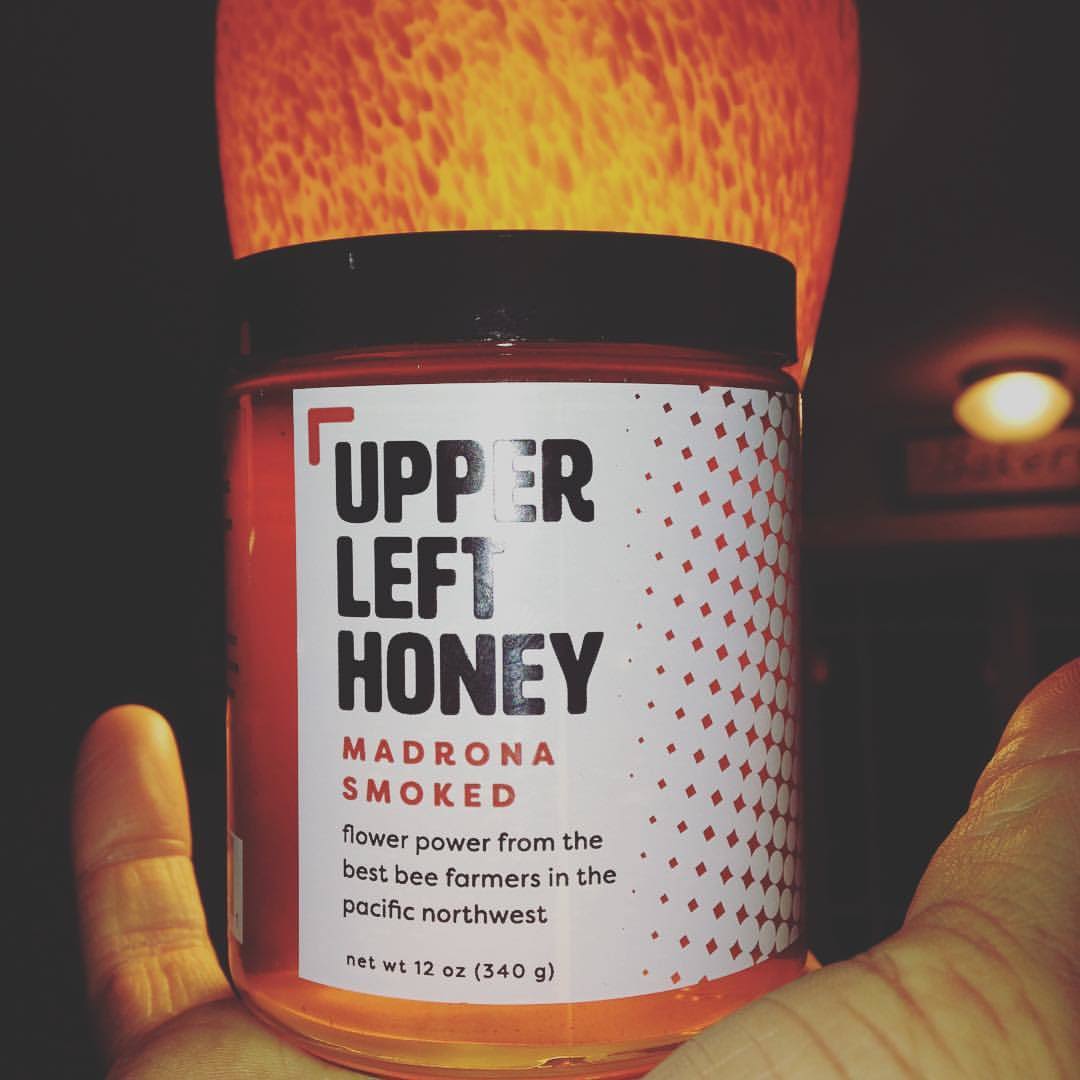 UPPER
LEFT
HONEY
MADRONA
SMOKED
flower power from the
best bee farmers in the
pacific northwest
net wt 12 oz (340 g)